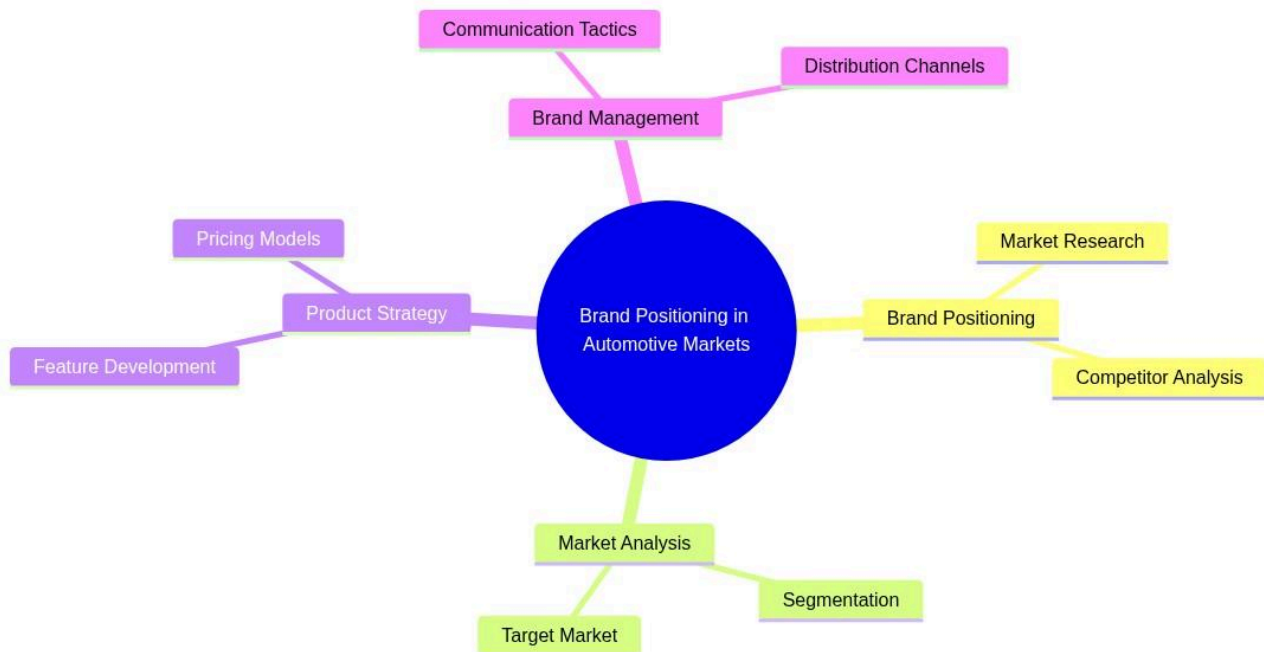 Communication Tactics
Distribution Channels
Brand Management
Pricing Models
Market Research
Product Strategy
Brand Positioning in
Automotive Markets
Brand Positioning
Feature Development
Competitor Analysis
Market Analysis
Segmentation
Target Market